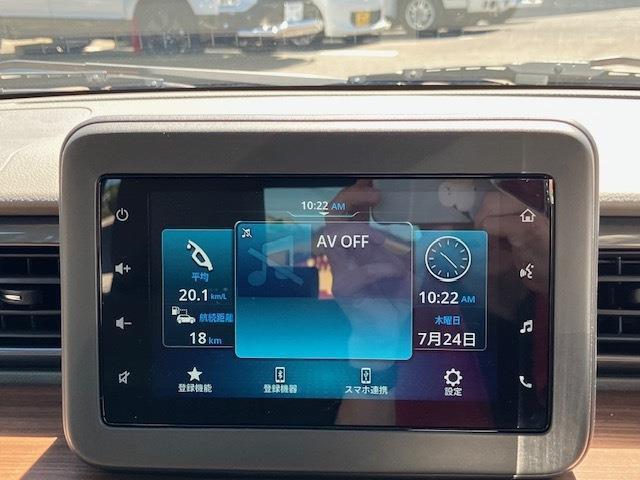 10:22 AM
AV OFF
平均
20.1 km/L
航続距離
18 km
10:22 AM
木曜日
7月24日
登録機能
登録機器
スマホ連携
設定